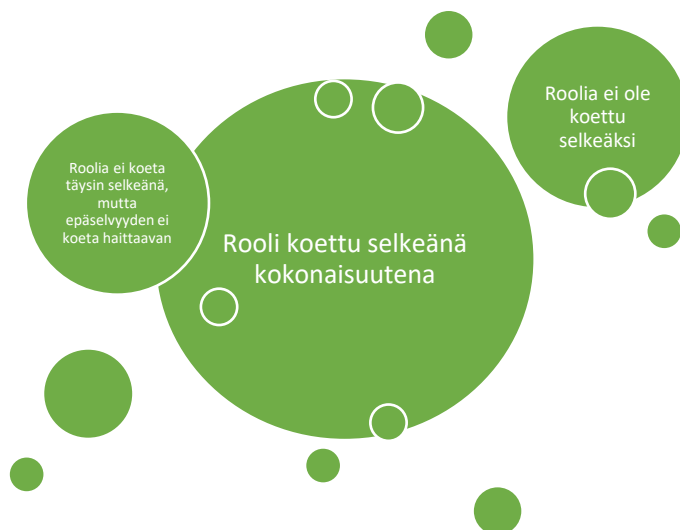 Roolia ei ole
koettu
selkeäksi
Roolia ei koeta
täysin selkeänä,
mutta
epäselvyyden ei
koeta haittaavan
Rooli koettu selkeänä
kokonaisuutena